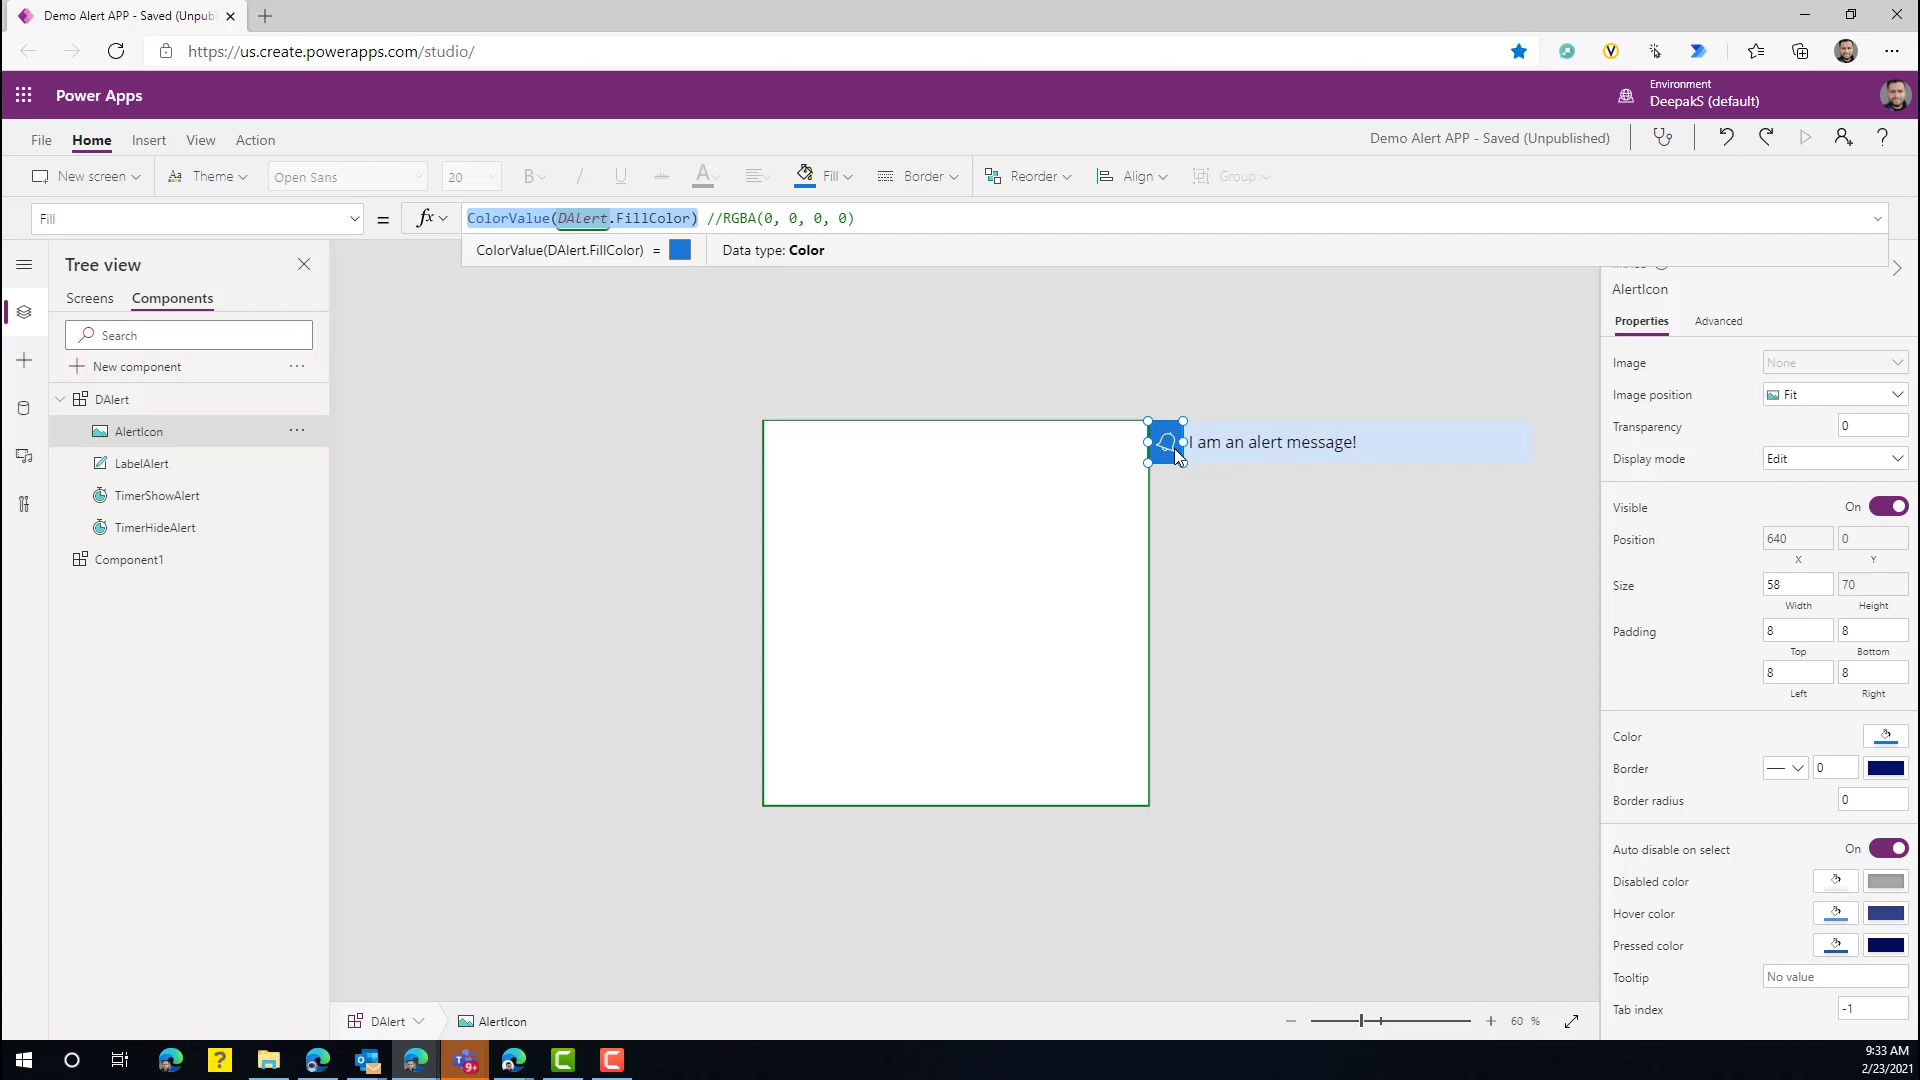 Demo Alert APP - Saved (Unpub
https://us.create.powerapps.com/studio/
Power Apps
Environment
DeepakS (default)
File Home Insert View Action
Demo Alert APP - Saved (Unpublished)
New screen Theme Open Sans 20 B / U abc A Fill Border Reorder Align Group
Fill = fx ColorValue(DAlert.FillColor) //RGBA(0, 0, 0, 0)
ColorValue(DAlert.FillColor) = Data type: Color
Tree view
Screens Components
Search
New component
DAlert
AlertIcon
LabelAlert
TimerShowAlert
TimerHideAlert
Component1
I am an alert message!
AlertIcon
Properties Advanced
Image None
Image position Fit
Transparency 0
Display mode Edit
Visible On
Position 640 0
X Y
Size 58 70
Width Height
Padding 8 8
Top Bottom
8 8
Left Right
Color
Border 0
Border radius 0
Auto disable on select On
Disabled color
Hover color
Pressed color
Tooltip No value
Tab index -1
DAlert AlertIcon
60 %
9:33 AM
2/23/2021